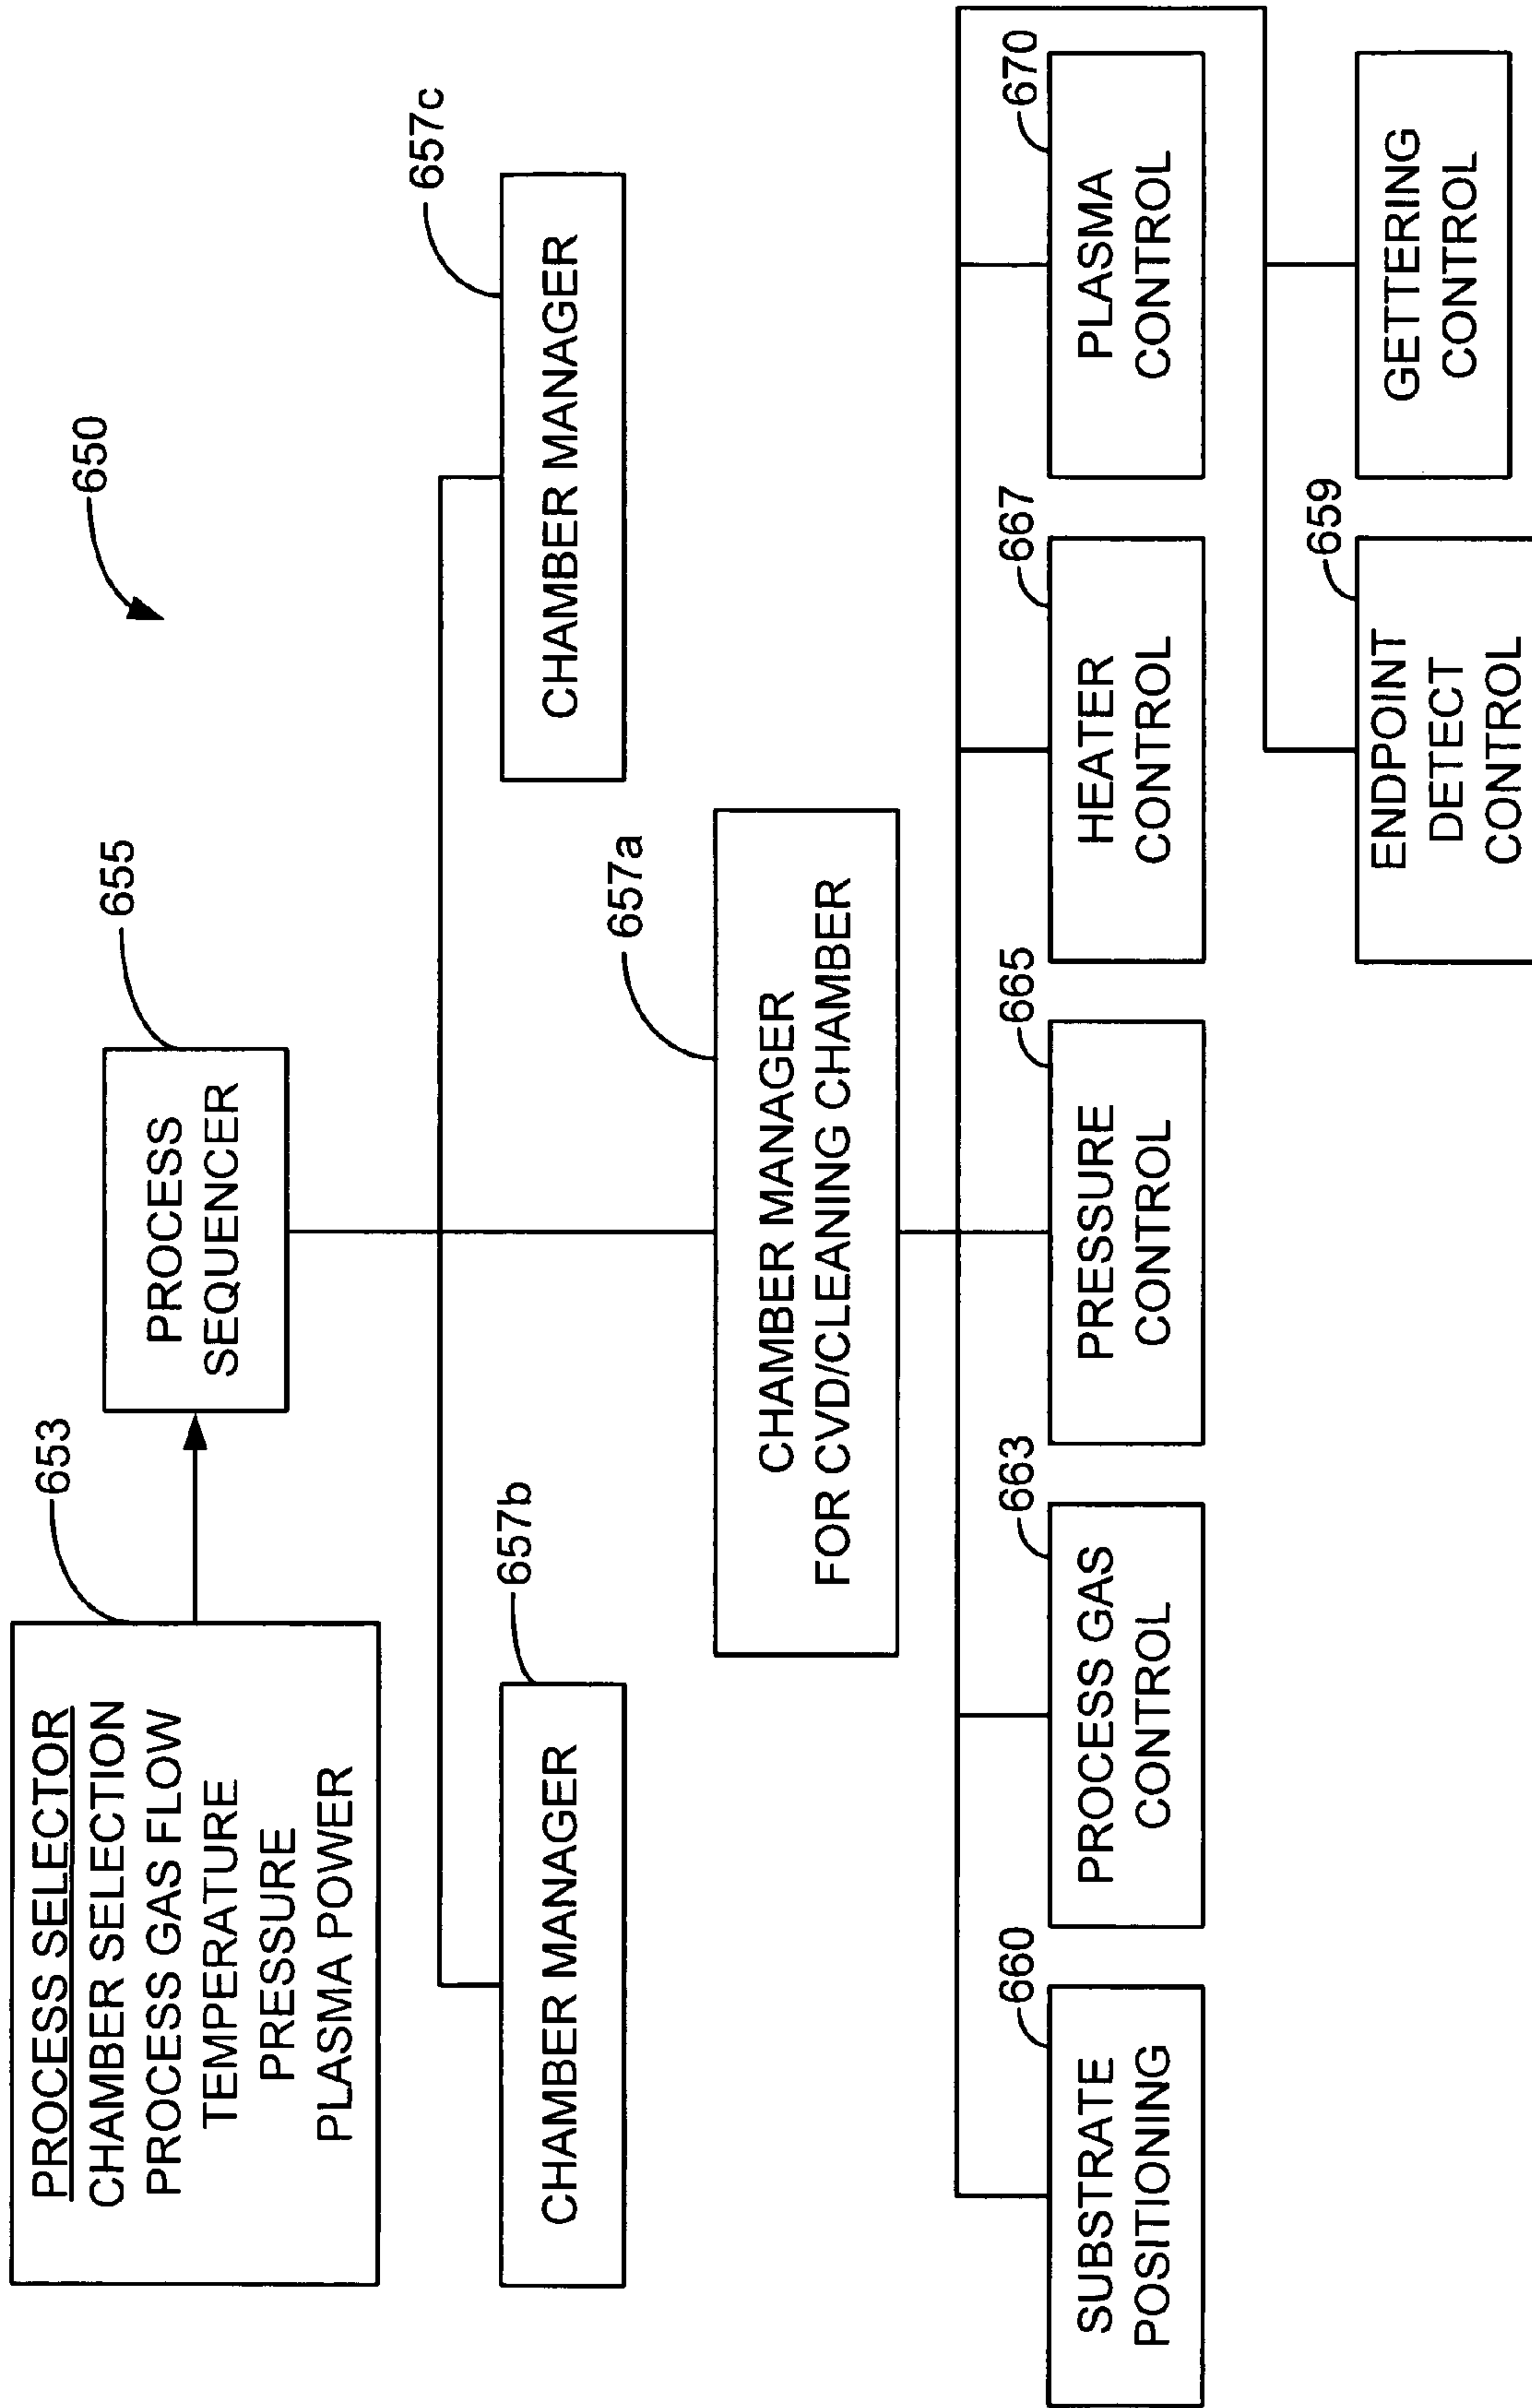 650
653
PROCESS SELECTOR
CHAMBER SELECTION
PROCESS GAS FLOW
TEMPERATURE
PRESSURE
PLASMA POWER
655
PROCESS
SEQUENCER
657b
CHAMBER MANAGER
657c
CHAMBER MANAGER
657a
CHAMBER MANAGER
FOR CVD/CLEANING CHAMBER
660
SUBSTRATE
POSITIONING
663
PROCESS GAS
CONTROL
665
PRESSURE
CONTROL
667
HEATER
CONTROL
670
PLASMA
CONTROL
659
ENDPOINT
DETECT
CONTROL
GETTERING
CONTROL